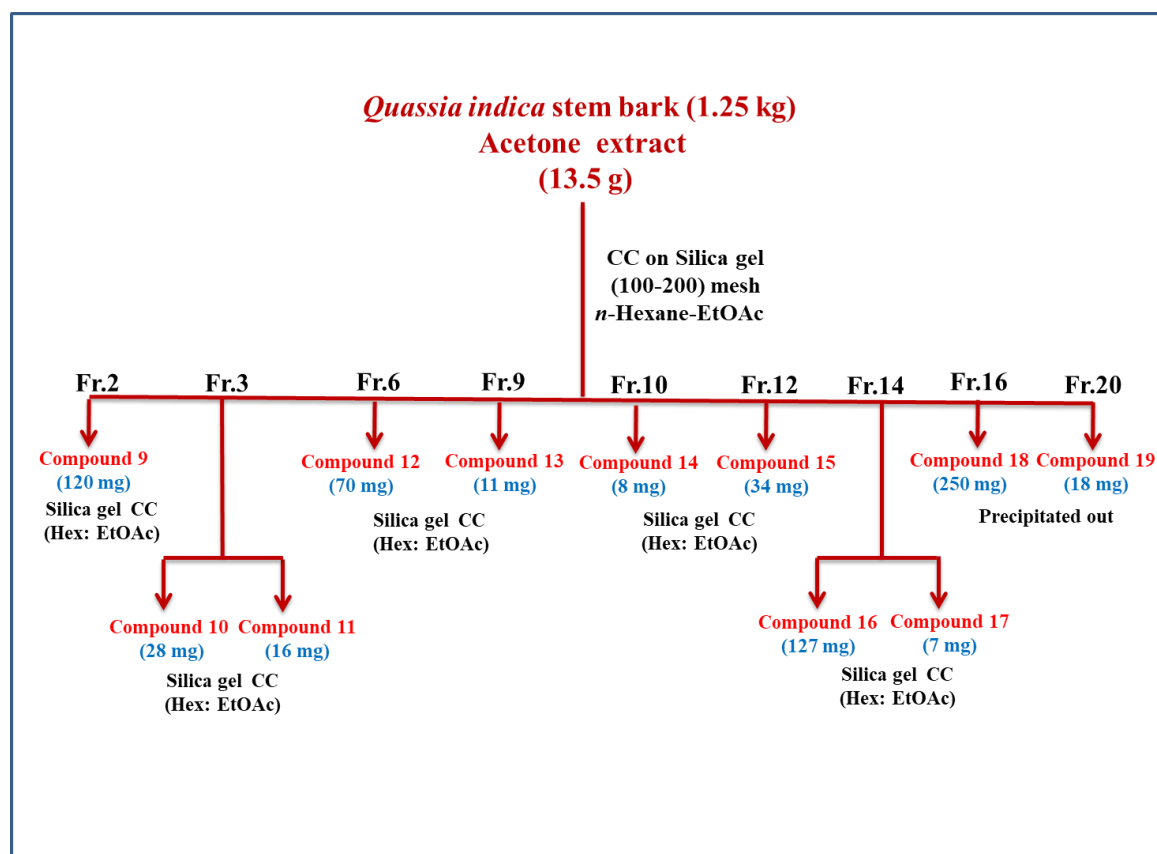 Quassia indica stem bark (1.25 kg)
Acetone extract
(13.5 g)
CC on Silica gel
(100-200) mesh
n-Hexane-EtOAc
Fr.2
Fr.3
Fr.6
Fr.9
Fr.10
Fr.12
Fr.14
Fr.16
Fr.20
Compound 9
(120 mg)
Silica gel CC
(Hex: EtOAc)
Compound 12
(70 mg)
Compound 13
(11 mg)
Silica gel CC
(Hex: EtOAc)
Compound 14
(8 mg)
Compound 15
(34 mg)
Silica gel CC
(Hex: EtOAc)
Compound 18
(250 mg)
Compound 19
(18 mg)
Precipitated out
Compound 10
(28 mg)
Compound 11
(16 mg)
Silica gel CC
(Hex: EtOAc)
Compound 16
(127 mg)
Compound 17
(7 mg)
Silica gel CC
(Hex: EtOAc)